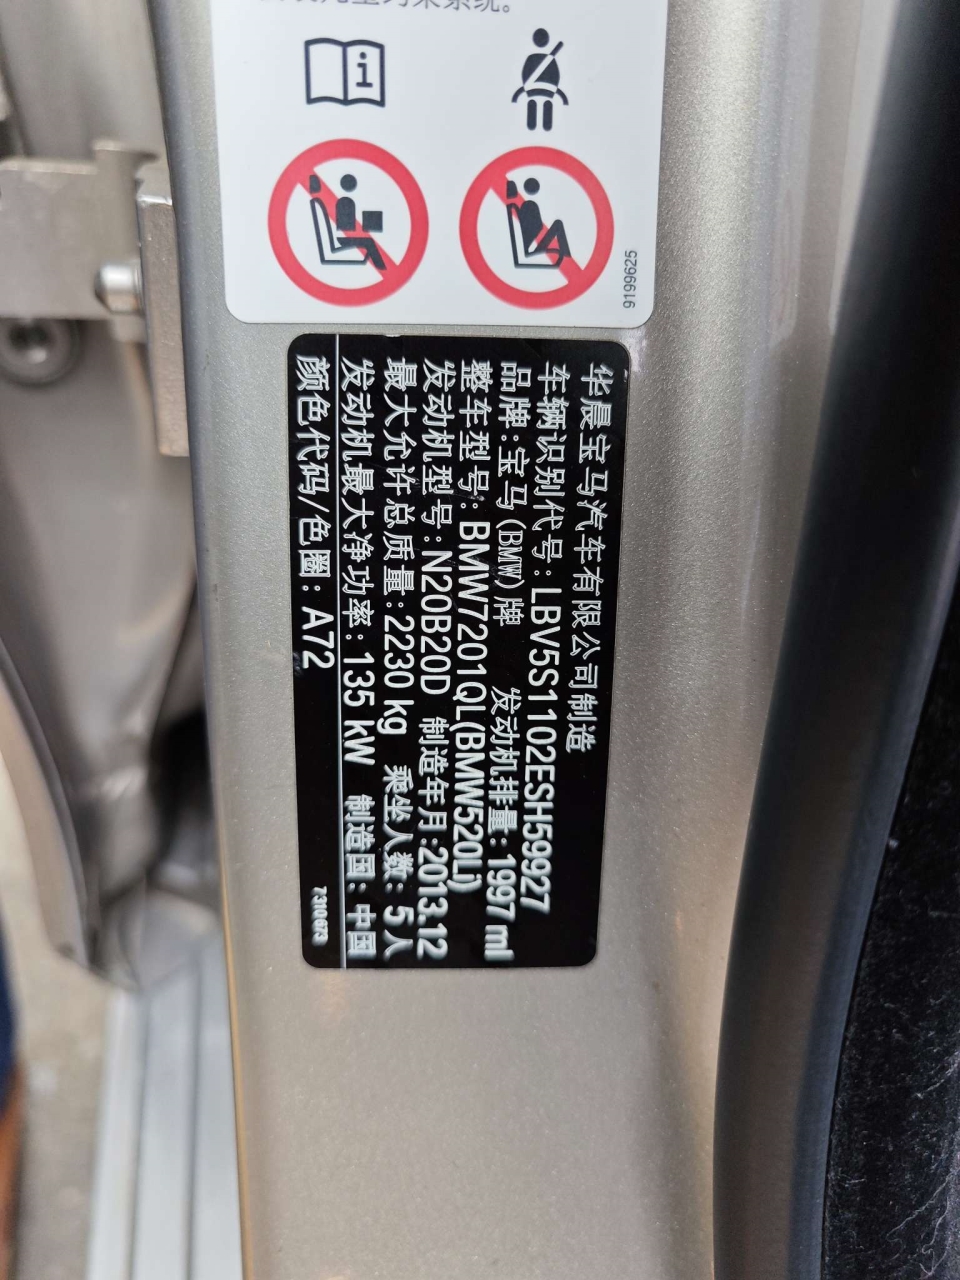 9199625
华晨宝马汽车有限公司制造
车辆识别代号:LBV5S1102ESH59927
品牌:宝马(BMW)牌 发动机排量:1997 ml
整车型号:BMW7201QL(BMW520Li)
发动机型号:N20B20D 制造年月:2013.12
最大允许总质量:2230 kg 乘坐人数:5人
发动机最大净功率:135 kW 制造国:中国
颜色代码/色圈:A72